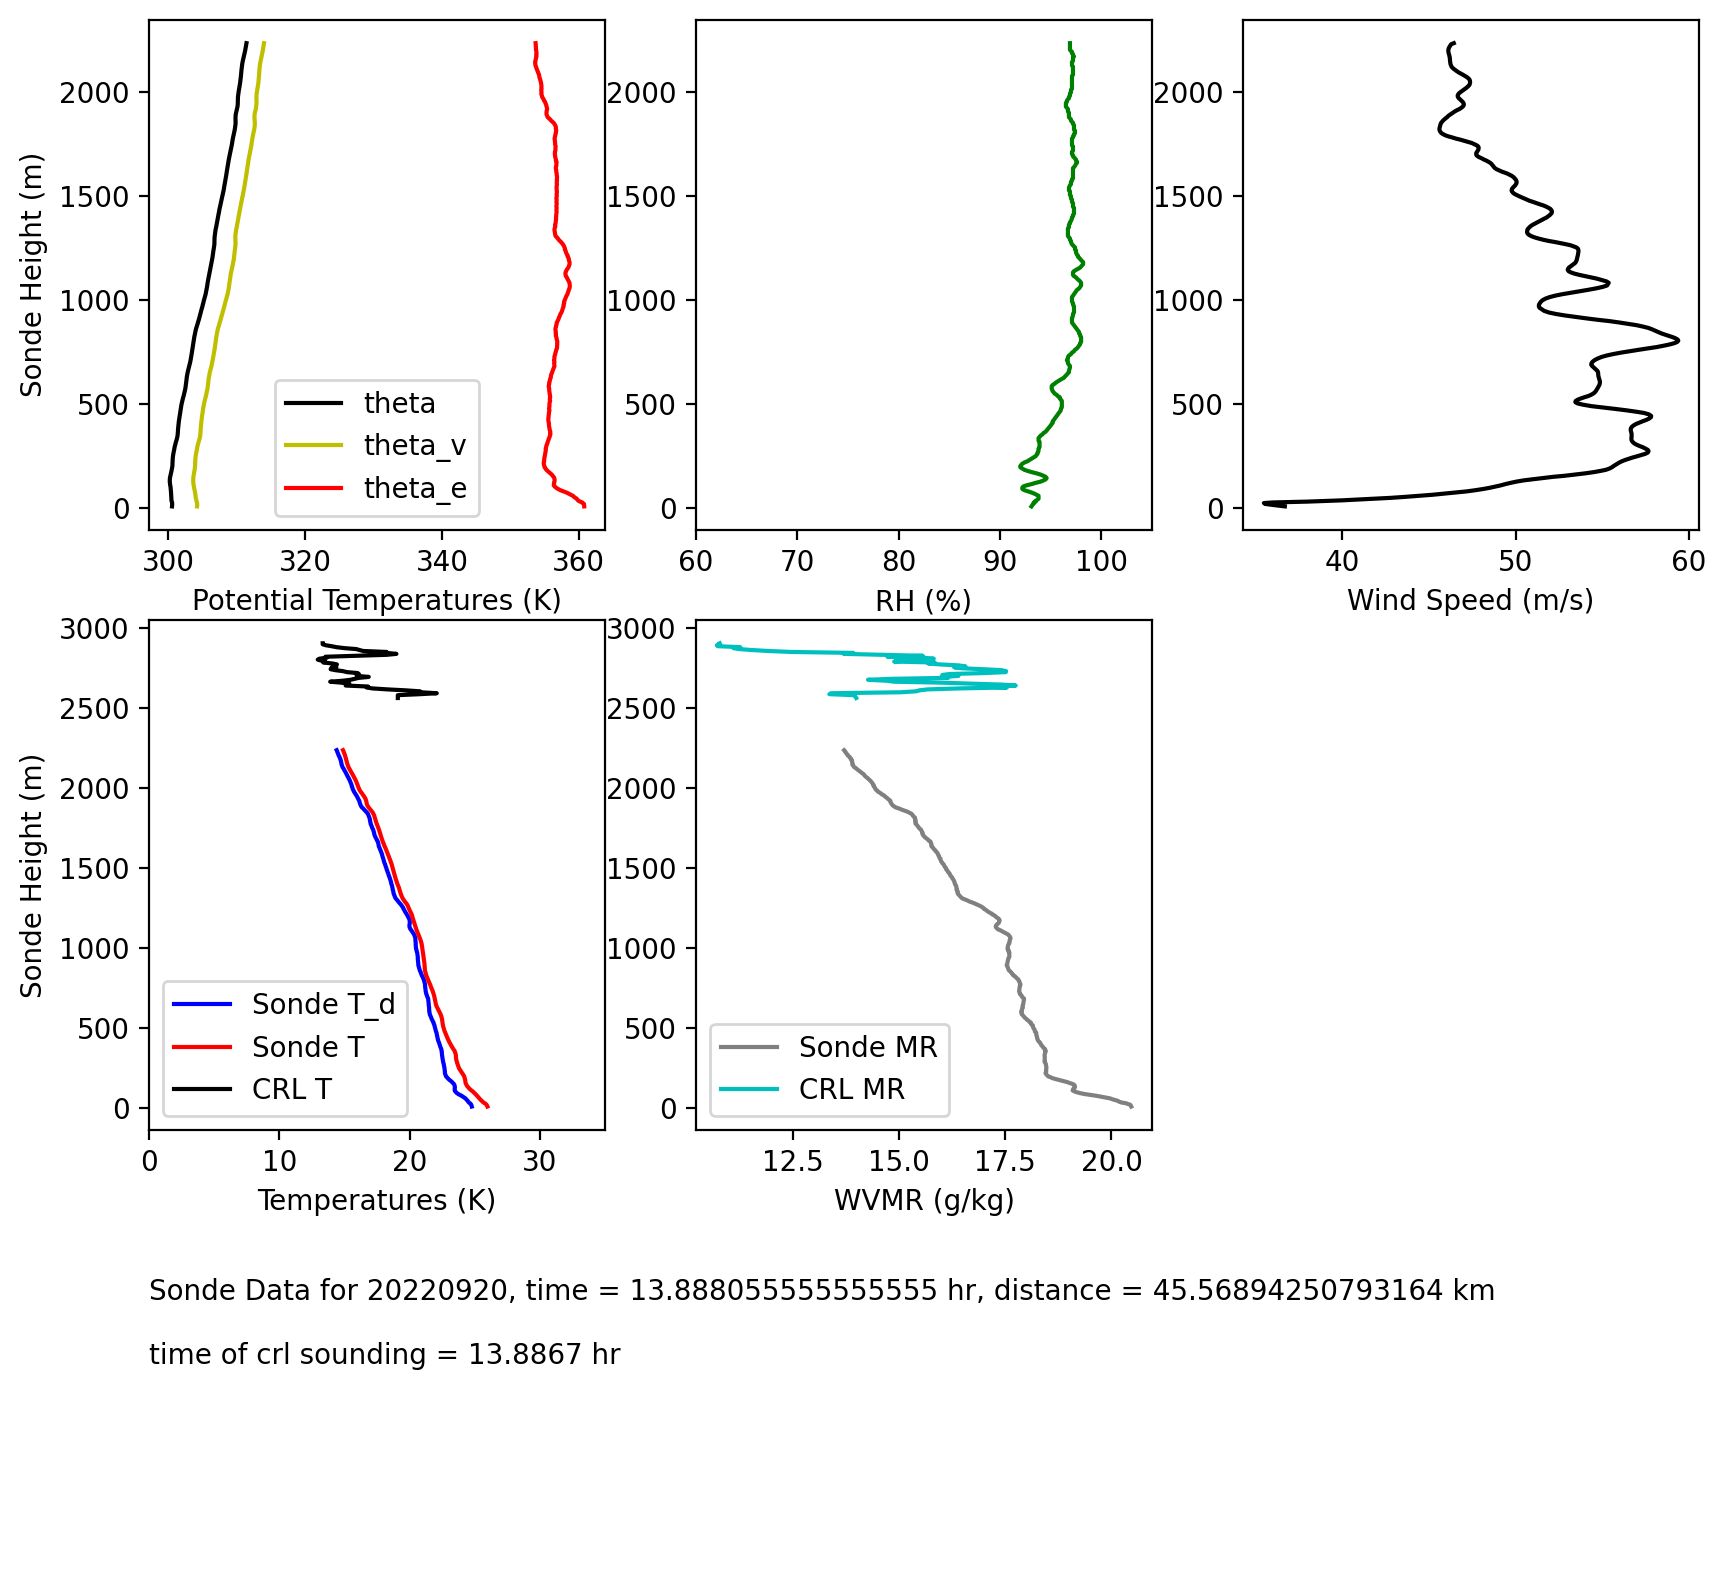 Sonde Height (m)
2000
1500
1000
500
0
theta
theta_v
theta_e
300
320
340
360
Potential Temperatures (K)
2000
1500
1000
500
0
60
70
80
90
100
RH (%)
2000
1500
1000
500
0
40
50
60
Wind Speed (m/s)
Sonde Height (m)
3000
2500
2000
1500
1000
500
0
Sonde T_d
Sonde T
CRL T
0
10
20
30
Temperatures (K)
3000
2500
2000
1500
1000
500
0
Sonde MR
CRL MR
12.5
15.0
17.5
20.0
WVMR (g/kg)
Sonde Data for 20220920, time = 13.888055555555555 hr, distance = 45.56894250793164 km
time of crl sounding = 13.8867 hr